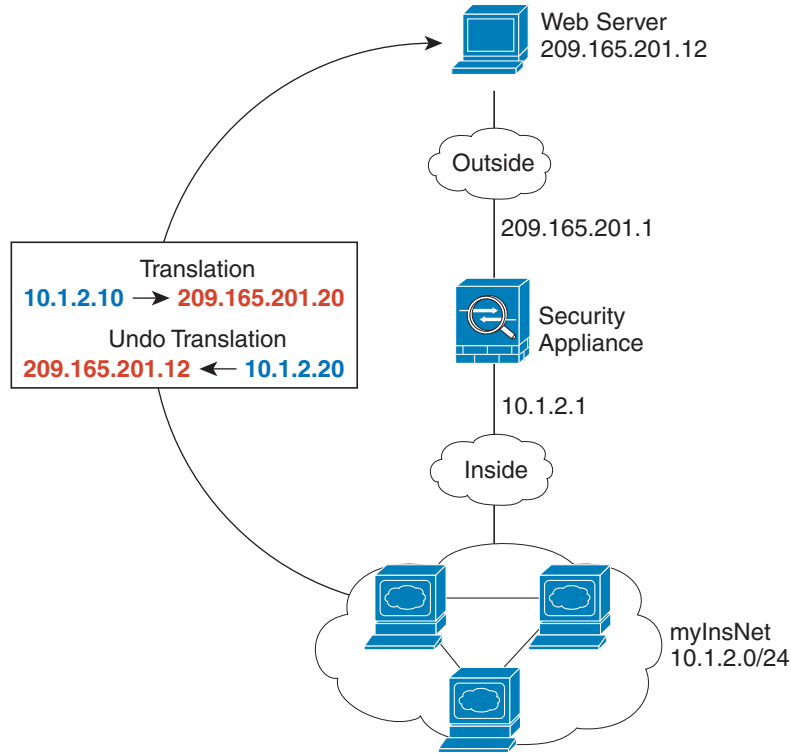 Web Server
209.165.201.12
Outside
209.165.201.1
Translation
10.1.2.10 → 209.165.201.20
Undo Translation
209.165.201.12 ← 10.1.2.20
Security
Appliance
10.1.2.1
Inside
myInsNet
10.1.2.0/24